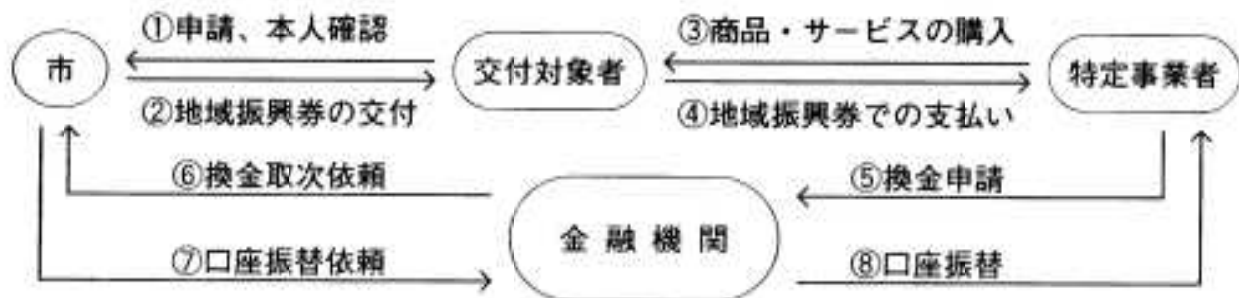 ①申請、本人確認
③商品・サービスの購入
市
交付対象者
特定事業者
②地域振興券の交付
④地域振興券での支払い
⑥換金取次依頼
⑤換金申請
金融機関
⑦口座振替依頼
⑧口座振替